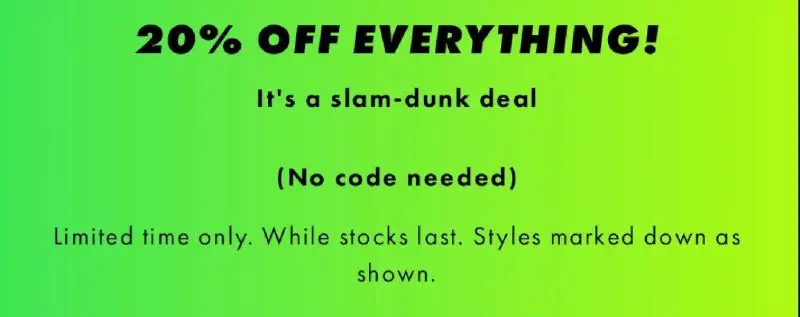 20% OFF EVERYTHING!
It's a slam-dunk deal
(No code needed)
Limited time only. While stocks last. Styles marked down as
shown.